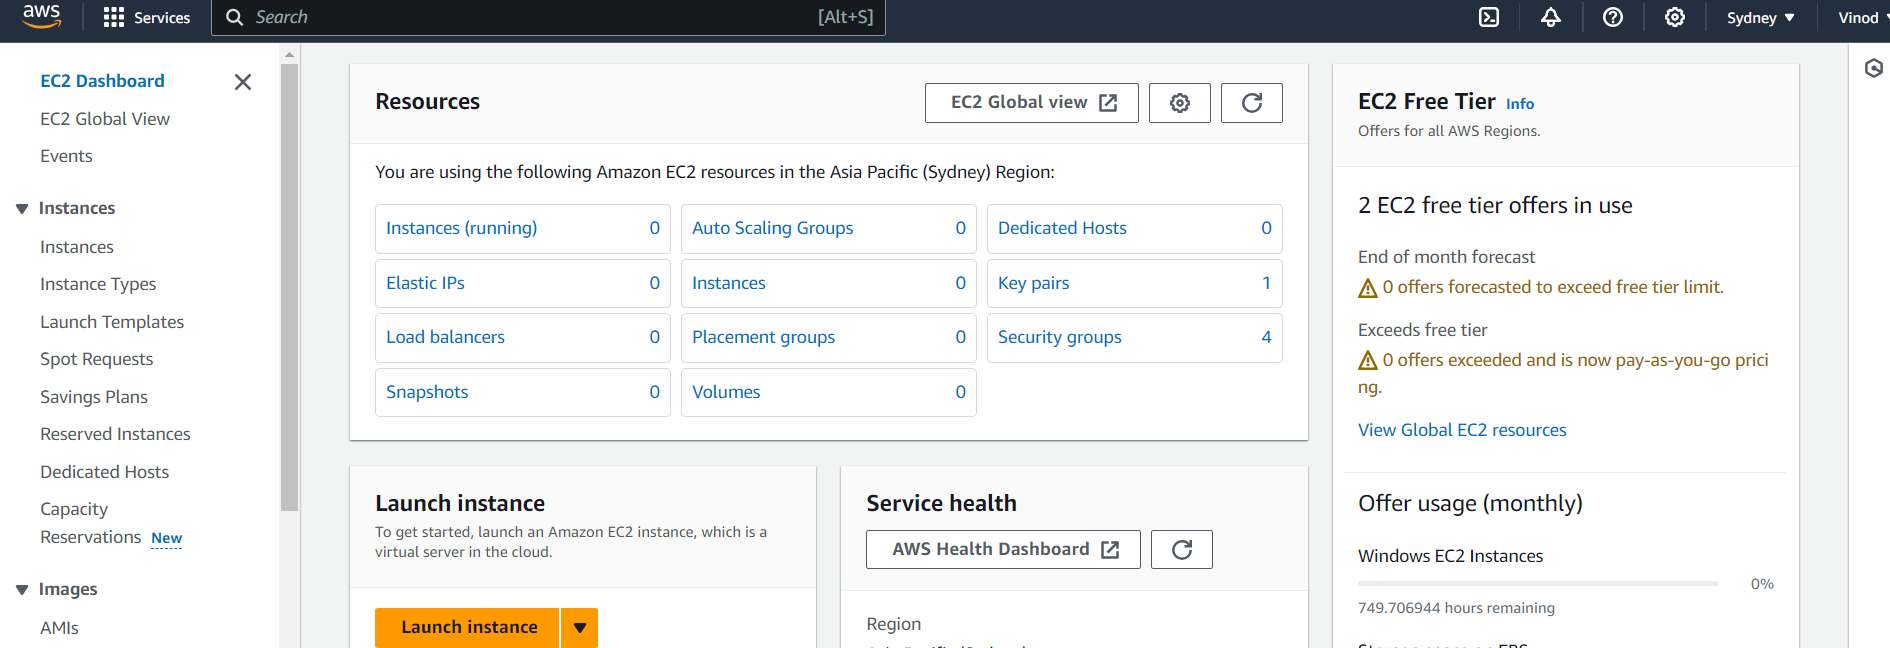 aws
Services
Search
[Alt+S]
Sydney
Vinod
EC2 Dashboard
EC2 Global View
Events
Instances
Instances
Instance Types
Launch Templates
Spot Requests
Savings Plans
Reserved Instances
Dedicated Hosts
Capacity
Reservations New
Images
AMIs
Resources
EC2 Global view
You are using the following Amazon EC2 resources in the Asia Pacific (Sydney) Region:
Instances (running) 0
Auto Scaling Groups 0
Dedicated Hosts 0
Elastic IPs 0
Instances 0
Key pairs 1
Load balancers 0
Placement groups 0
Security groups 4
Snapshots 0
Volumes 0
Launch instance
To get started, launch an Amazon EC2 instance, which is a
virtual server in the cloud.
Launch instance
Service health
AWS Health Dashboard
Region
EC2 Free Tier Info
Offers for all AWS Regions.
2 EC2 free tier offers in use
End of month forecast
0 offers forecasted to exceed free tier limit.
Exceeds free tier
0 offers exceeded and is now pay-as-you-go prici
ng.
View Global EC2 resources
Offer usage (monthly)
Windows EC2 Instances
0%
749.706944 hours remaining